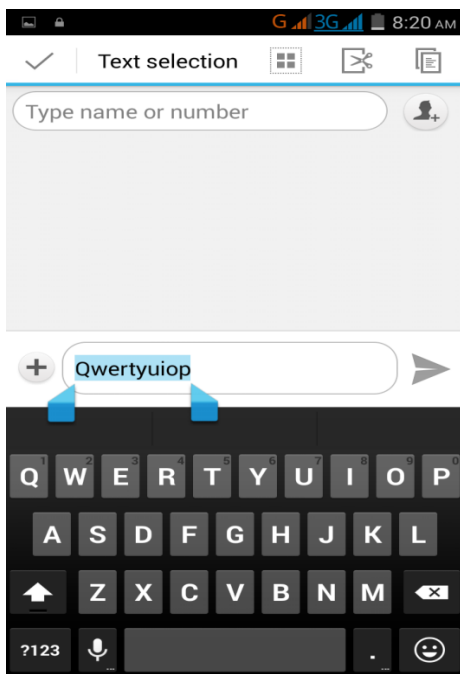 G 3G 8:20 AM
Text selection
Type name or number
Qwertyuiop
1 2 3 4 5 6 7 8 9 0
Q W E R T Y U I O P
A S D F G H J K L
Z X C V B N M
?123 . ...